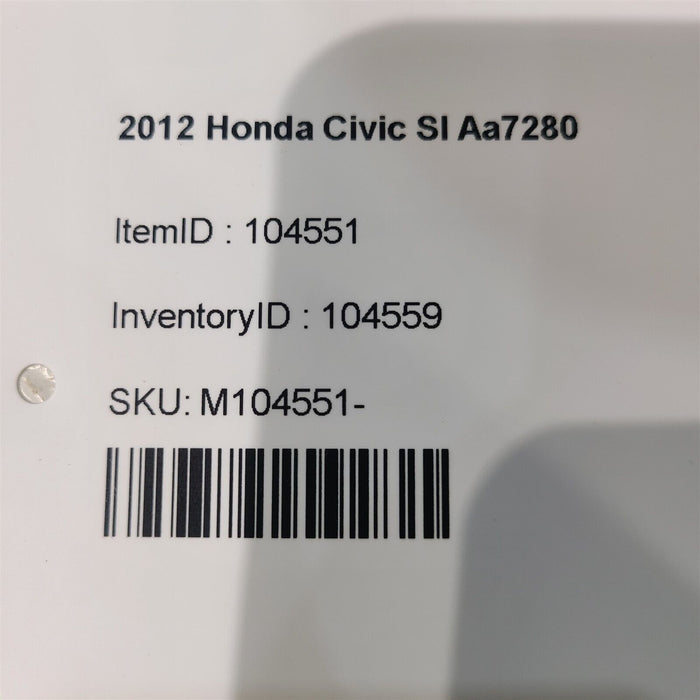 2012 Honda Civic SI Aa7280
ItemID : 104551
InventoryID : 104559
SKU: M104551-